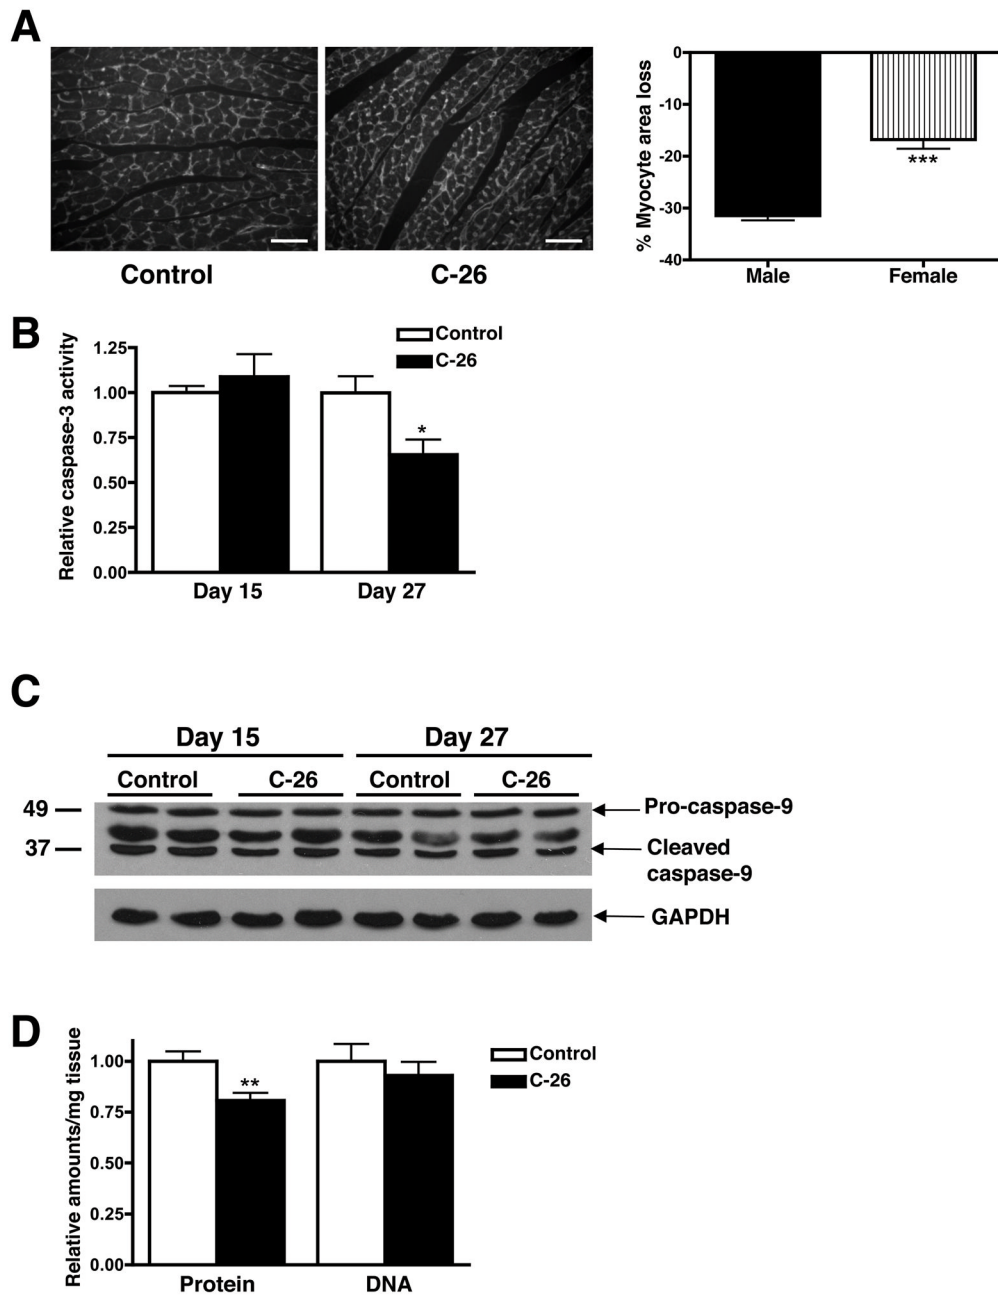 A
Control
C-26
% Myocyte area loss
0
-10
-20
-30
-40
***
Male
Female
B
Relative caspase-3 activity
1.25
1.00
0.75
0.50
0.25
0.00
Control
C-26
*
Day 15
Day 27
C
Day 15
Day 27
Control
C-26
Control
C-26
49
37
Pro-caspase-9
Cleaved
caspase-9
GAPDH
D
Relative amounts/mg tissue
1.00
0.75
0.50
0.25
0.00
**
Control
C-26
Protein
DNA